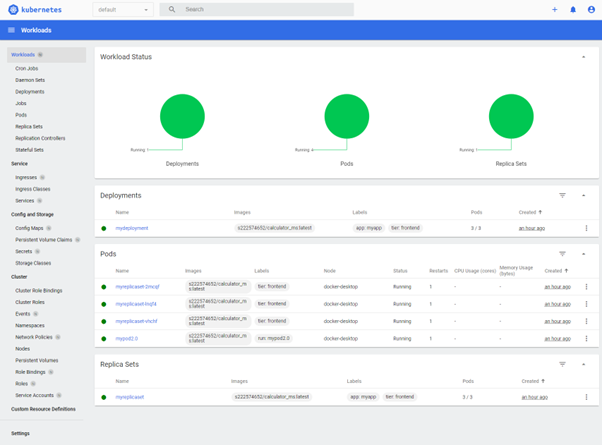 kubernetes
default
Search
Workloads
Workloads
Cron Jobs
Daemon Sets
Deployments
Jobs
Pods
Replica Sets
Replication Controllers
Stateful Sets
Service
Ingresses
Ingress Classes
Services
Config and Storage
Config Maps
Persistent Volume Claims
Secrets
Storage Classes
Cluster
Cluster Role Bindings
Cluster Roles
Events
Namespaces
Network Policies
Nodes
Persistent Volumes
Role Bindings
Roles
Service Accounts
Custom Resource Definitions
Settings
Workload Status
Running: 1
Running: 4
Running: 1
Deployments Pods Replica Sets
Deployments
Name Images Labels Pods Created
mydeployment s222574652/calculator_ms:latest app: myapp tier: frontend 3 / 3 an hour ago
Pods
Name Images Labels Node Status Restarts CPU Usage (cores) Memory Usage (bytes) Created
s222574652/calculator_ms:latest tier: frontend docker-desktop Running 1 - - an hour ago
s222574652/calculator_ms:latest tier: frontend docker-desktop Running 1 - - an hour ago
s222574652/calculator_ms:latest tier: frontend docker-desktop Running 1 - - an hour ago
mypod2.0 s222574652/calculator_ms:latest run: mypod2.0 docker-desktop Running 1 - - an hour ago
Replica Sets
Name Images Labels Pods Created
myreplicaset s222574652/calculator_ms:latest app: myapp tier: frontend 3 / 3 an hour ago